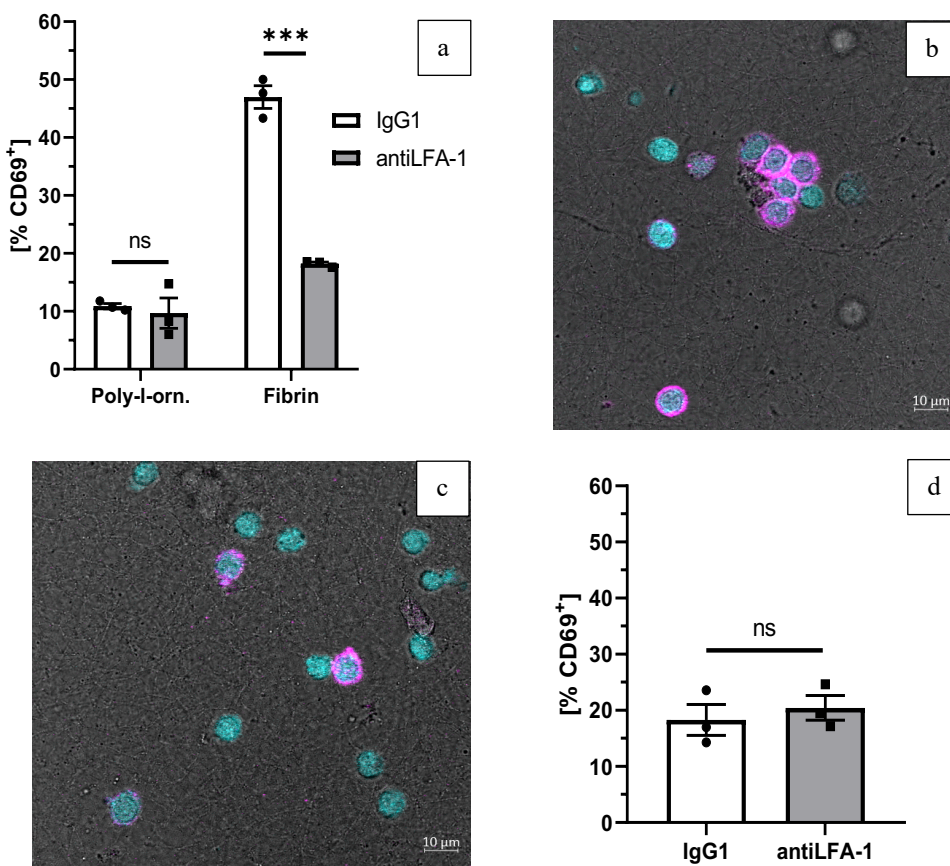 a
60
50
40
30
20
10
0
[% CD69+]
***
ns
IgG1
antiLFA-1
Poly-l-orn.
Fibrin
b
10 µm
c
10 µm
d
60
50
40
30
20
10
0
[% CD69+]
ns
IgG1
antiLFA-1